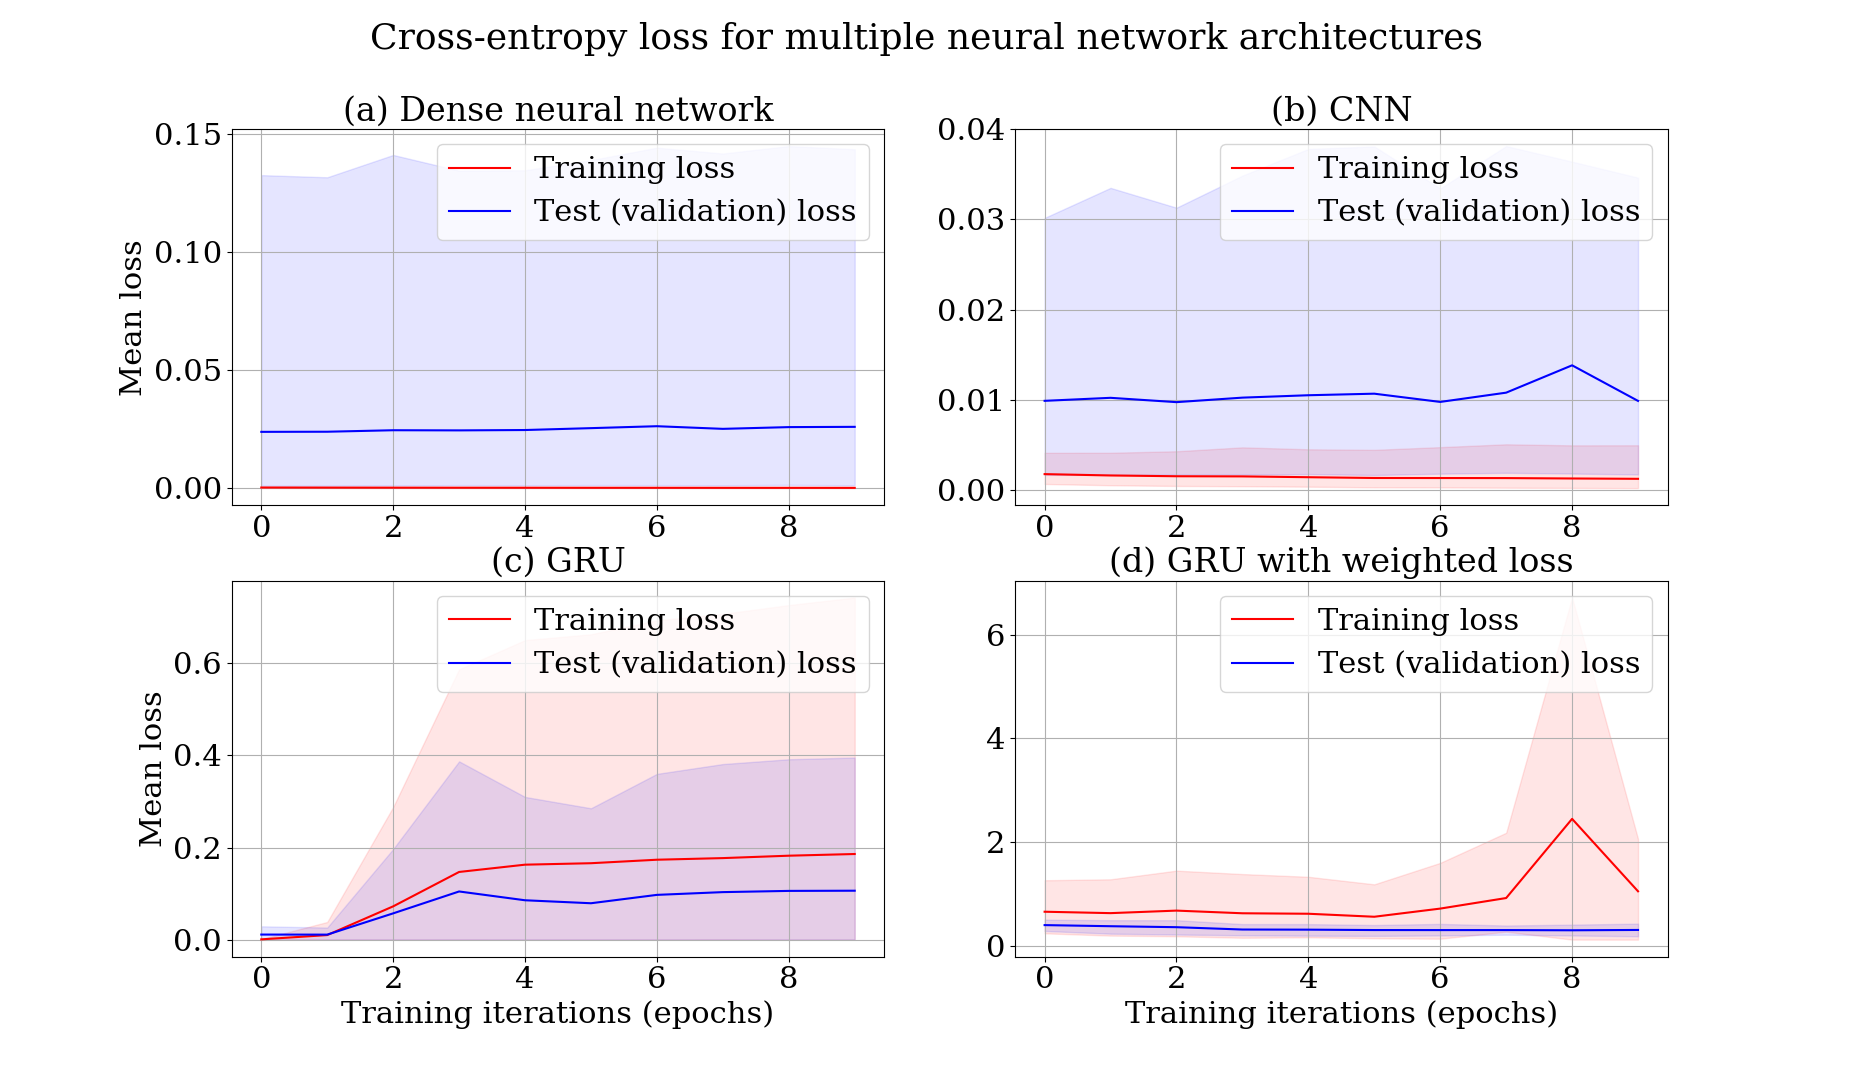 Cross-entropy loss for multiple neural network architectures
(a) Dense neural network
0.15
0.10
0.05
0.00
Mean loss
Training loss
Test (validation) loss
0 2 4 6 8
(b) CNN
0.04
0.03
0.02
0.01
0.00
Training loss
Test (validation) loss
0 2 4 6 8
(c) GRU
0.6
0.4
0.2
0.0
Mean loss
Training loss
Test (validation) loss
0 2 4 6 8
Training iterations (epochs)
(d) GRU with weighted loss
6
4
2
0
Training loss
Test (validation) loss
0 2 4 6 8
Training iterations (epochs)